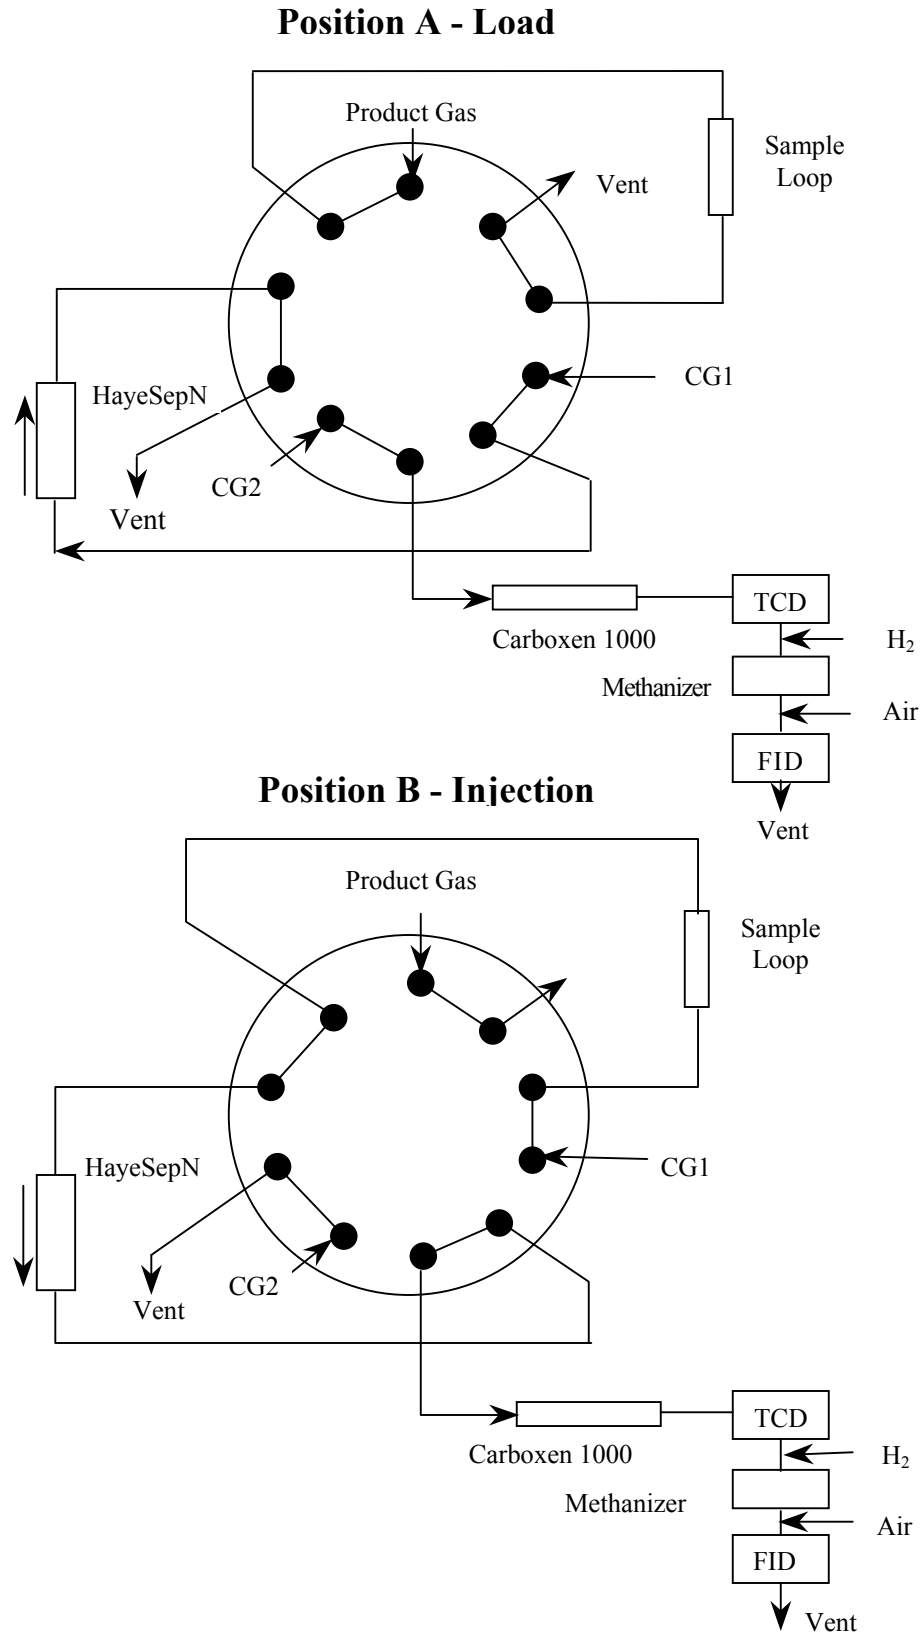 Position A - Load
Product Gas
Sample
Loop
Vent
CG1
HayeSepN
CG2
Vent
TCD
Carboxen 1000
H2
Methanizer
Air
FID
Vent
Position B - Injection
Product Gas
Sample
Loop
HayeSepN
CG1
CG2
Vent
TCD
Carboxen 1000
H2
Methanizer
Air
FID
Vent